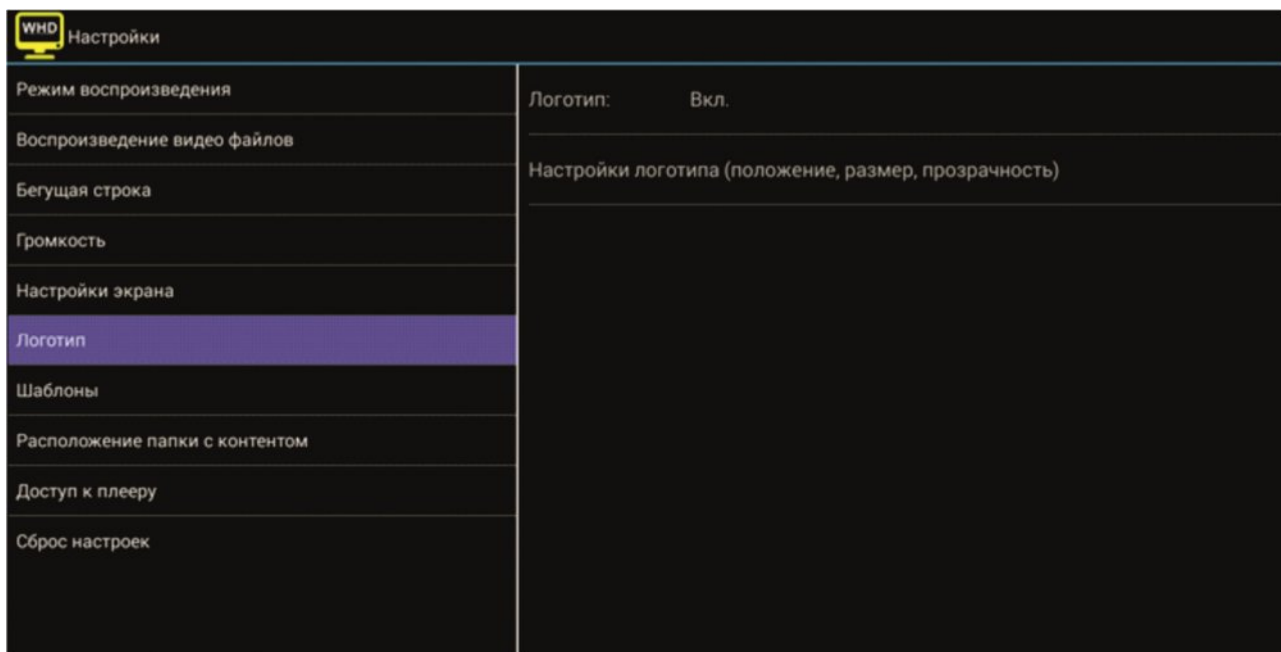 WHD
Настройки
Режим воспроизведения
Воспроизведение видео файлов
Бегущая строка
Громкость
Настройки экрана
Логотип
Шаблоны
Расположение папки с контентом
Доступ к плееру
Сброс настроек
Логотип: Вкл.
Настройки логотипа (положение, размер, прозрачность)